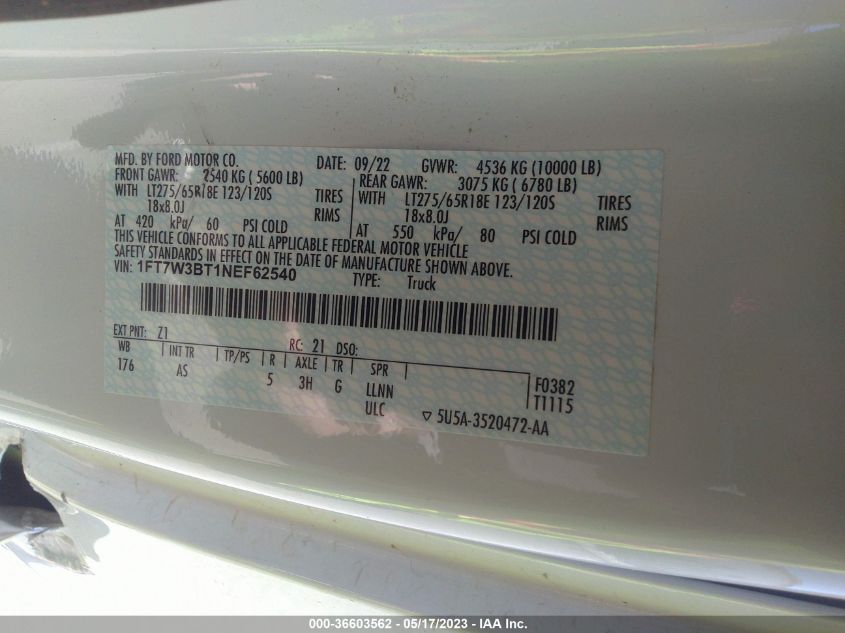 MFD. BY FORD MOTOR CO. DATE: 09/22 GVWR: 4536 KG (10000 LB)
FRONT GAWR: 2540 KG ( 5600 LB) REAR GAWR: 3075 KG ( 6780 LB)
WITH LT275/65R18E 123/120S TIRES WITH LT275/65R18E 123/120S TIRES
18x8.0J RIMS 18x8.0J RIMS
AT 420 kPa/ 60 PSI COLD AT 550 kPa/ 80 PSI COLD
THIS VEHICLE CONFORMS TO ALL APPLICABLE FEDERAL MOTOR VEHICLE
SAFETY STANDARDS IN EFFECT ON THE DATE OF MANUFACTURE SHOWN ABOVE.
VIN: 1FT7W3BT1NEF62540 TYPE: Truck
EXT PNT: Z1 RC: 21 DSO:
WB INT TR TP/PS R AXLE TR SPR
176 AS 5 3H G LLNN F0382
ULC T1115
▽ 5U5A-3520472-AA
000-36603562 - 05/17/2023 - IAAI.COM